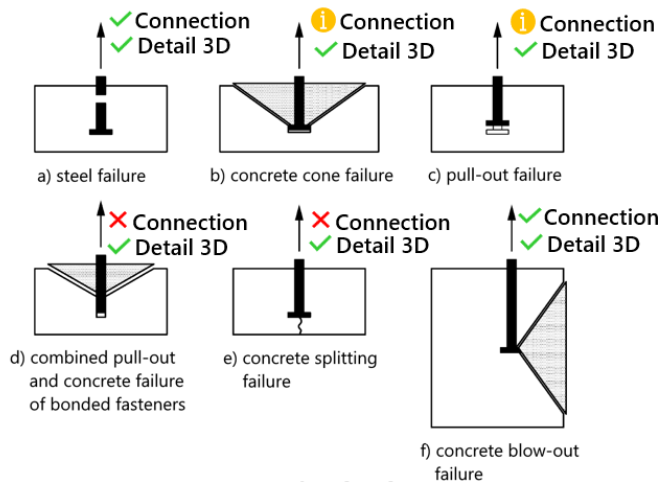 Connection
Detail 3D
i Connection
Detail 3D
i Connection
Detail 3D
a) steel failure
b) concrete cone failure
c) pull-out failure
Connection
Detail 3D
Connection
Detail 3D
Connection
Detail 3D
d) combined pull-out
and concrete failure
of bonded fasteners
e) concrete splitting
failure
f) concrete blow-out
failure